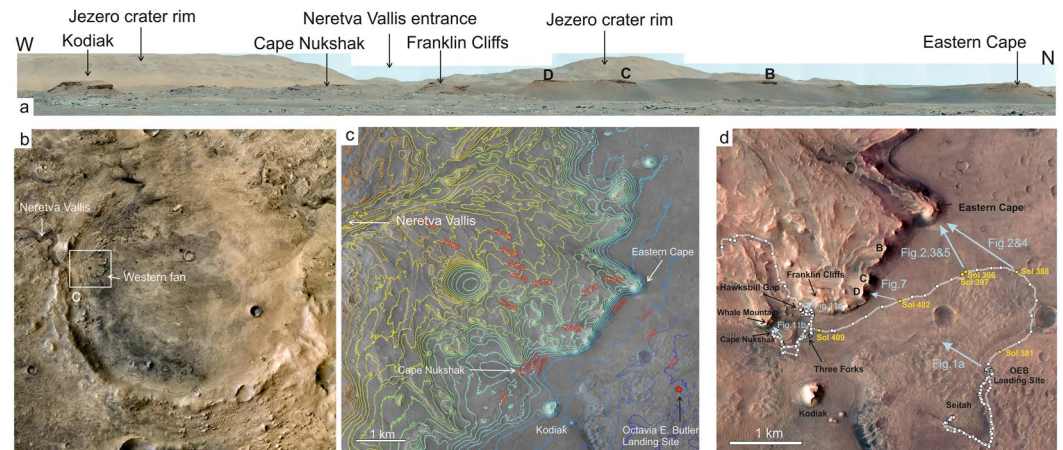 Jezero crater rim
Neretva Vallis entrance
Jezero crater rim
W
Kodiak
Cape Nukshak
Franklin Cliffs
Eastern Cape
N
D
C
B
a
b
Neretva Vallis
Western fan
C
c
Neretva Vallis
Eastern Cape
Cape Nukshak
Kodiak
1 km
Octavia E. Butler
Landing Site
d
Eastern Cape
Fig.2,3&5
Fig.2&4
B
C
D
Franklin Cliffs
Hawksbill Gap
Fig.7
Sol 396
Sol 397
Sol 388
Sol 402
Whale Mountain
Fig.11b
Cape Nukshak
Sol 409
Three Forks
Fig.1a
Sol 381
OEB
Landing Site
Seitah
Kodiak
1 km